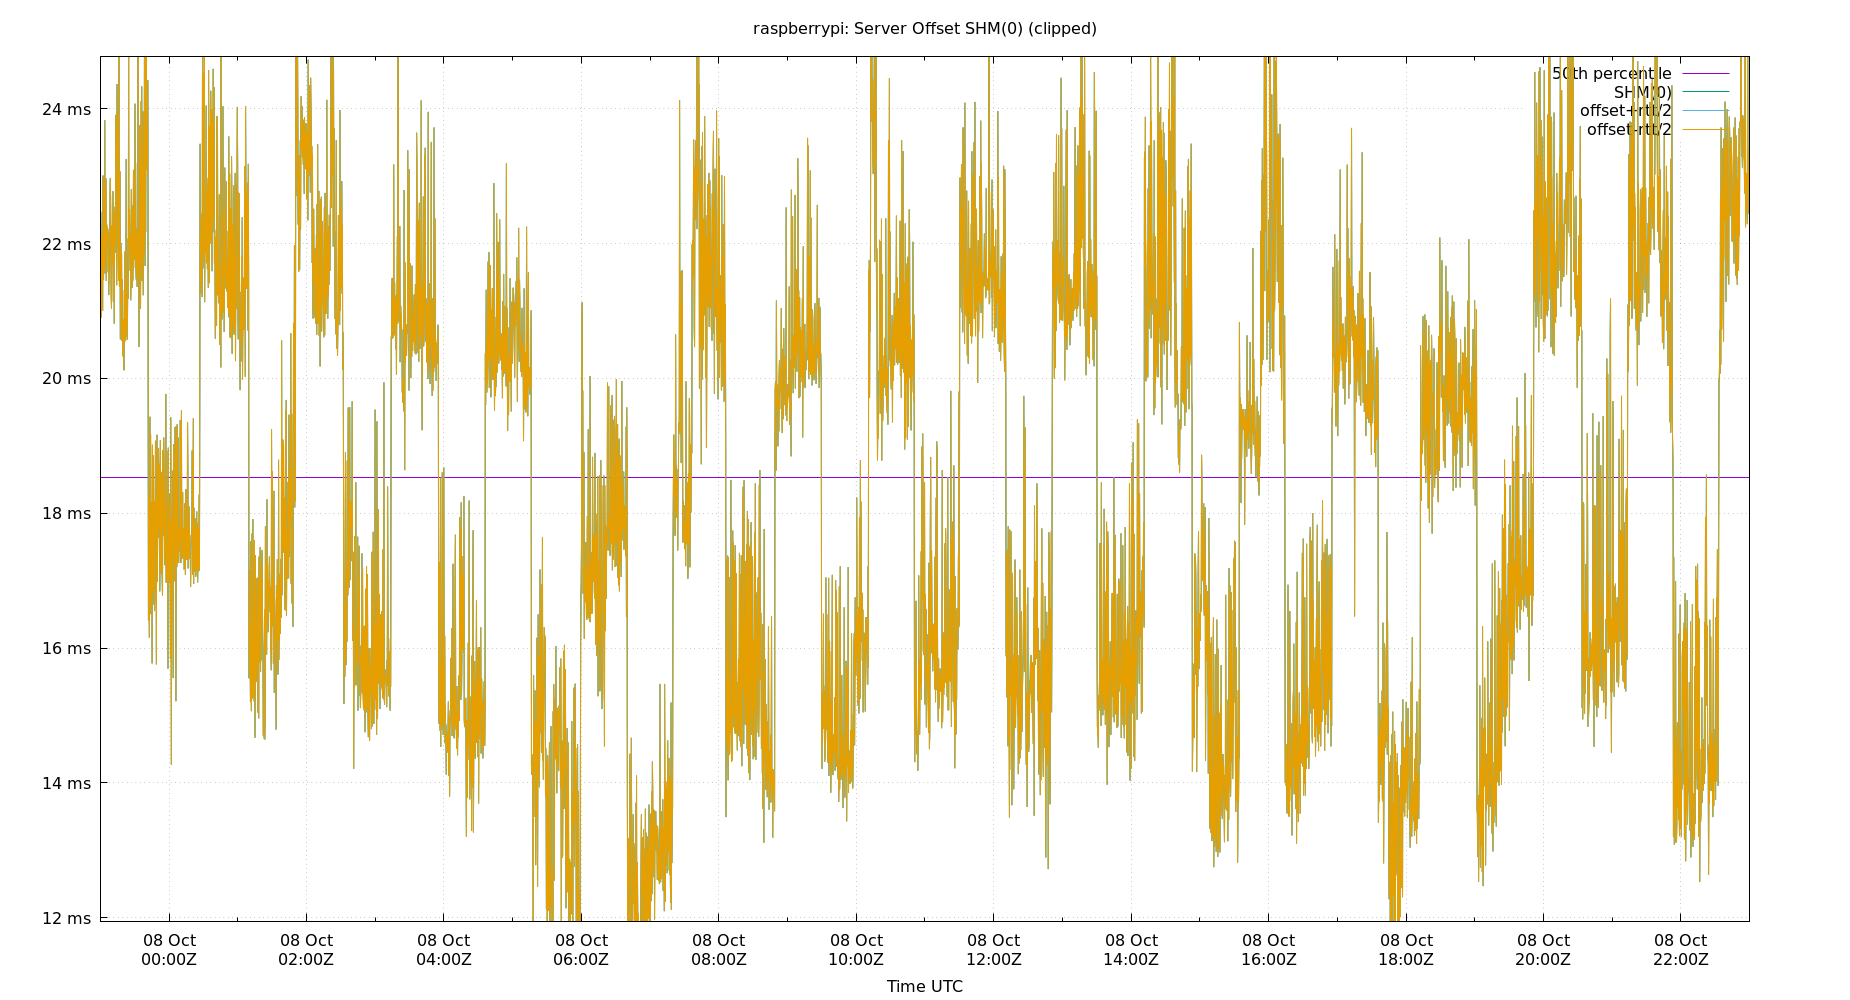 raspberrypi: Server Offset SHM(0) (clipped)
50th percentile
SHM(0)
offset+rtt/2
offset-rtt/2
24 ms
22 ms
20 ms
18 ms
16 ms
14 ms
12 ms
08 Oct 08 Oct 08 Oct 08 Oct 08 Oct 08 Oct 08 Oct 08 Oct 08 Oct 08 Oct 08 Oct 08 Oct
00:00Z 02:00Z 04:00Z 06:00Z 08:00Z 10:00Z 12:00Z 14:00Z 16:00Z 18:00Z 20:00Z 22:00Z
Time UTC